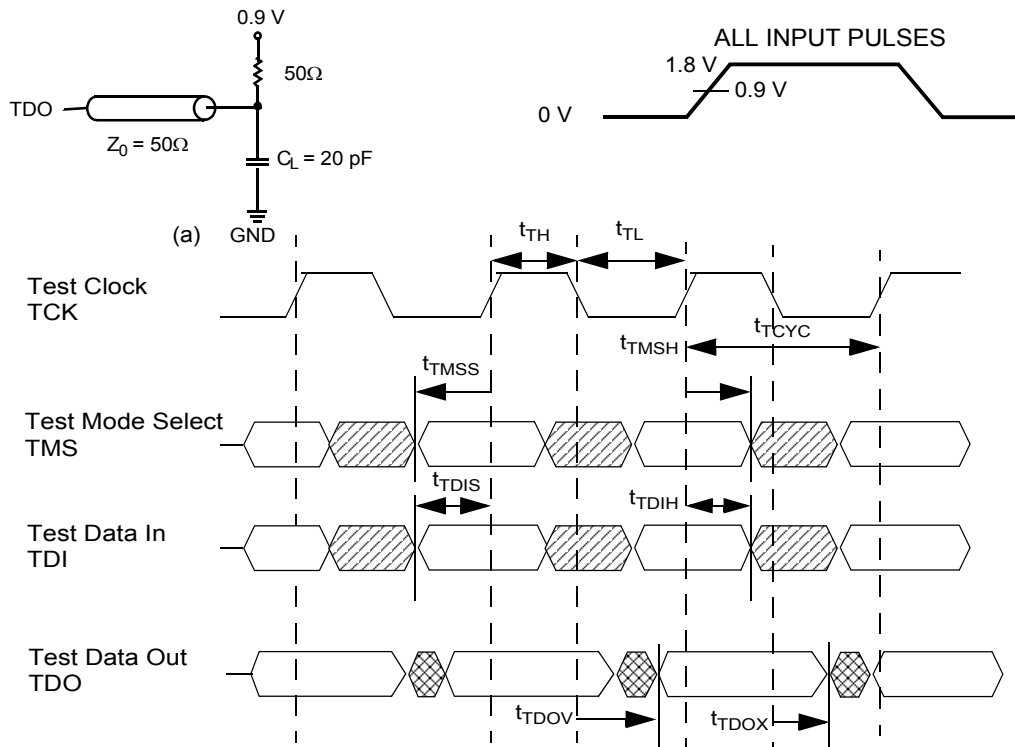 0.9 V
50Ω
TDO
Z0 = 50Ω
CL = 20 pF
(a) GND
ALL INPUT PULSES
1.8 V
0.9 V
0 V
tTH
tTL
Test Clock
TCK
tTCYC
tTMSH
tTMSS
Test Mode Select
TMS
tTDIS
tTDIH
Test Data In
TDI
Test Data Out
TDO
tTDOV
tTDOX